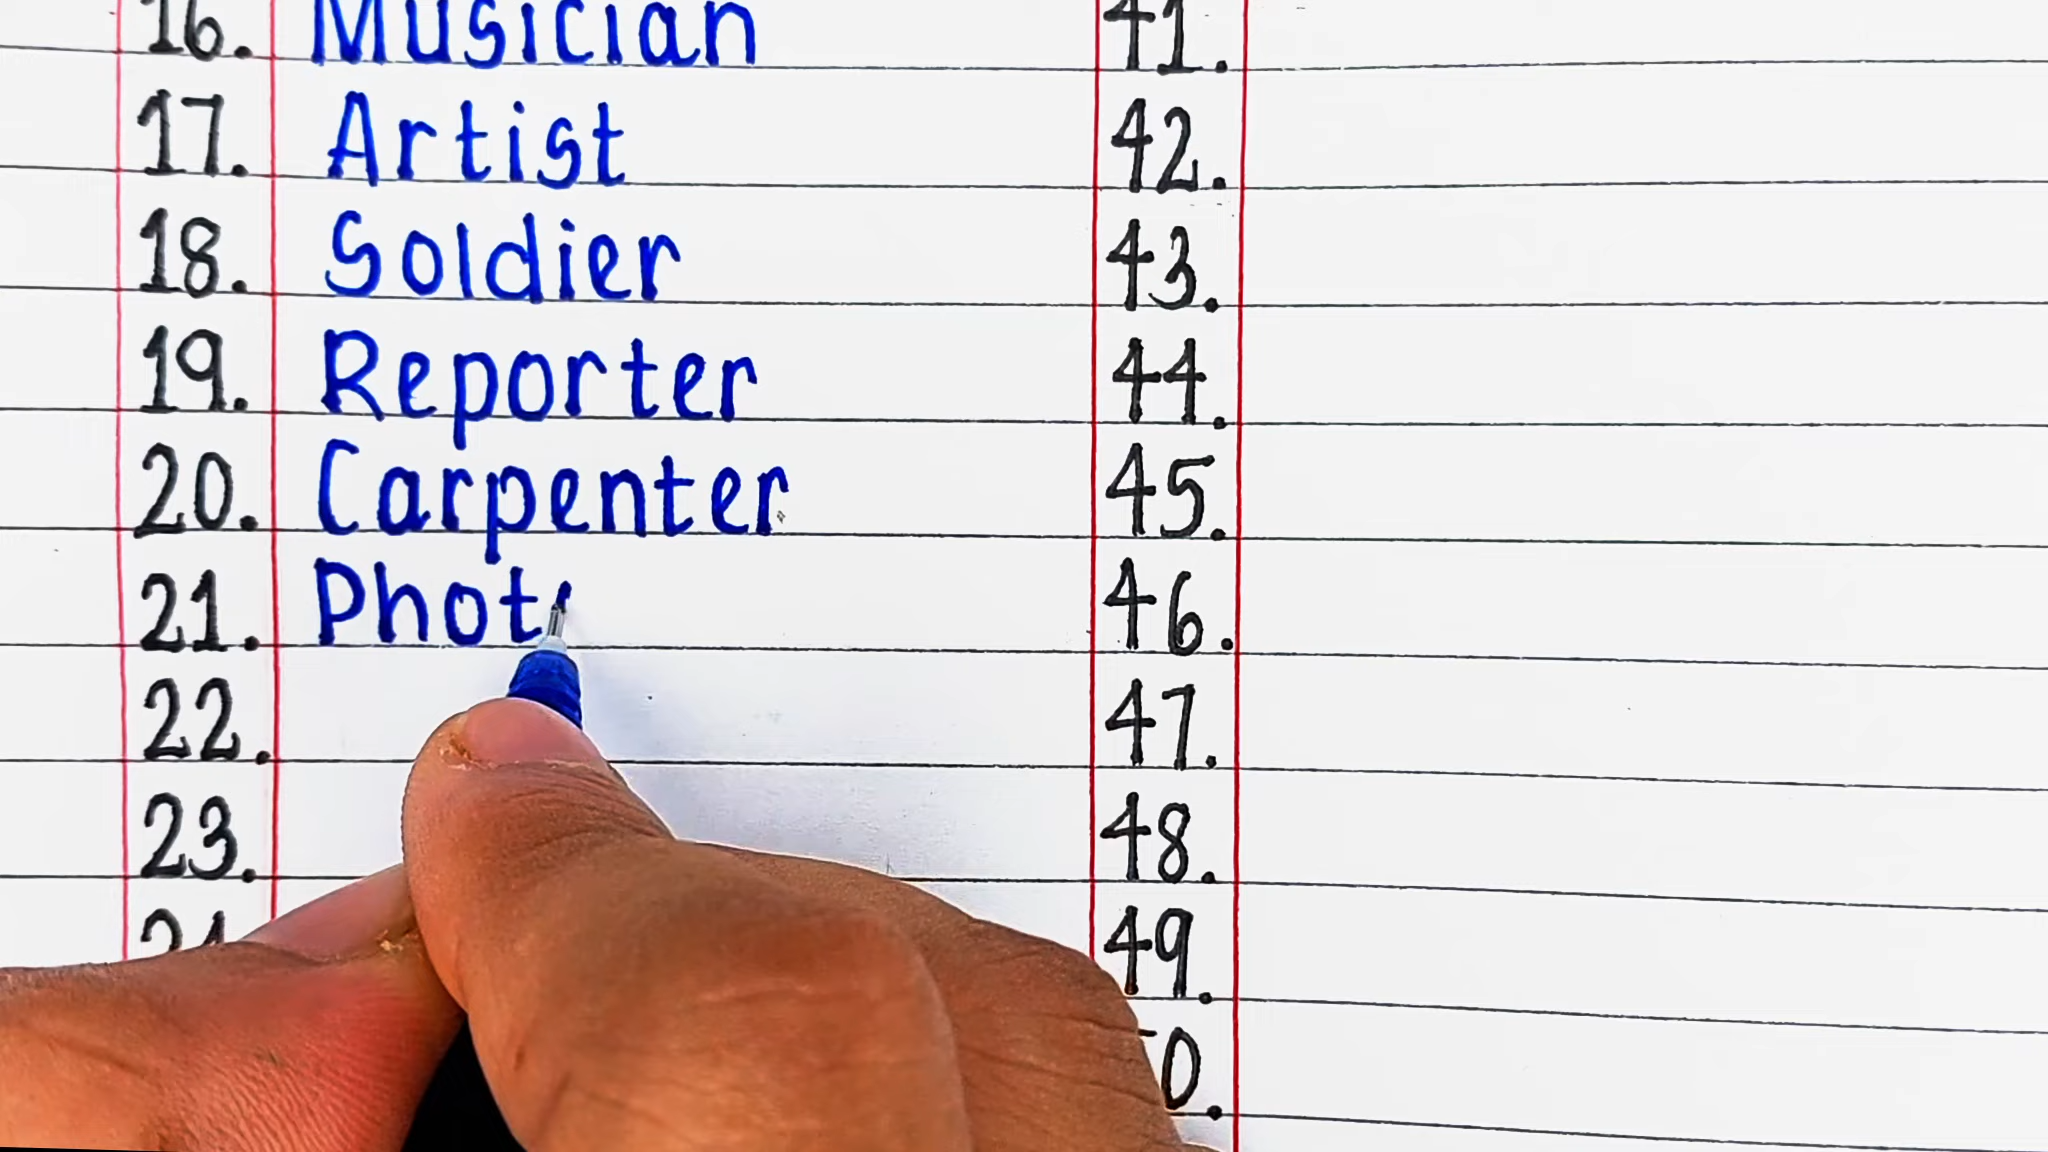 16. Musician
17. Artist
18. Soldier
19. Reporter
20. Carpenter
21. Phot
22.
23.
41.
42.
43.
44.
45.
46.
47.
48.
49.